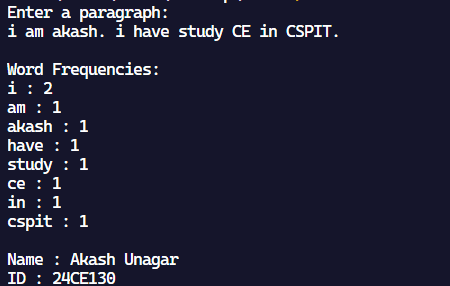 Enter a paragraph:
i am akash. i have study CE in CSPIT.
Word Frequencies:
i : 2
am : 1
akash : 1
have : 1
study : 1
ce : 1
in : 1
cspit : 1
Name : Akash Unagar
ID : 24CE130